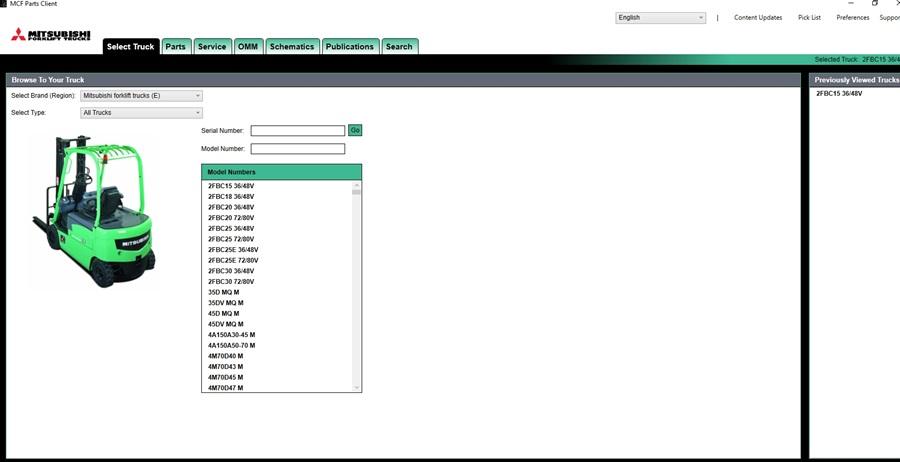 MCF Parts Client
English
|
Content Updates
Pick List
Preferences
Suppor
MITSUBISHI
FORKLIFT TRUCKS
Select Truck
Parts
Service
OMM
Schematics
Publications
Search
Selected Truck: 2FBC15 36/4
Browse To Your Truck
Previously Viewed Trucks
Select Brand (Region):
Mitsubishi forklift trucks (E)
2FBC15 36/48V
Select Type:
All Trucks
Serial Number:
Go
Model Number:
Model Numbers
2FBC15 36/48V
2FBC18 36/48V
2FBC20 36/48V
2FBC20 72/80V
2FBC25 36/48V
2FBC25 72/80V
2FBC25E 36/48V
2FBC25E 72/80V
2FBC30 36/48V
2FBC30 72/80V
35D MQ M
35DV MQ M
45D MQ M
45DV MQ M
4A150A30-45 M
4A150A50-70 M
4M70D40 M
4M70D43 M
4M70D45 M
4M70D47 M
MITSUBISHI